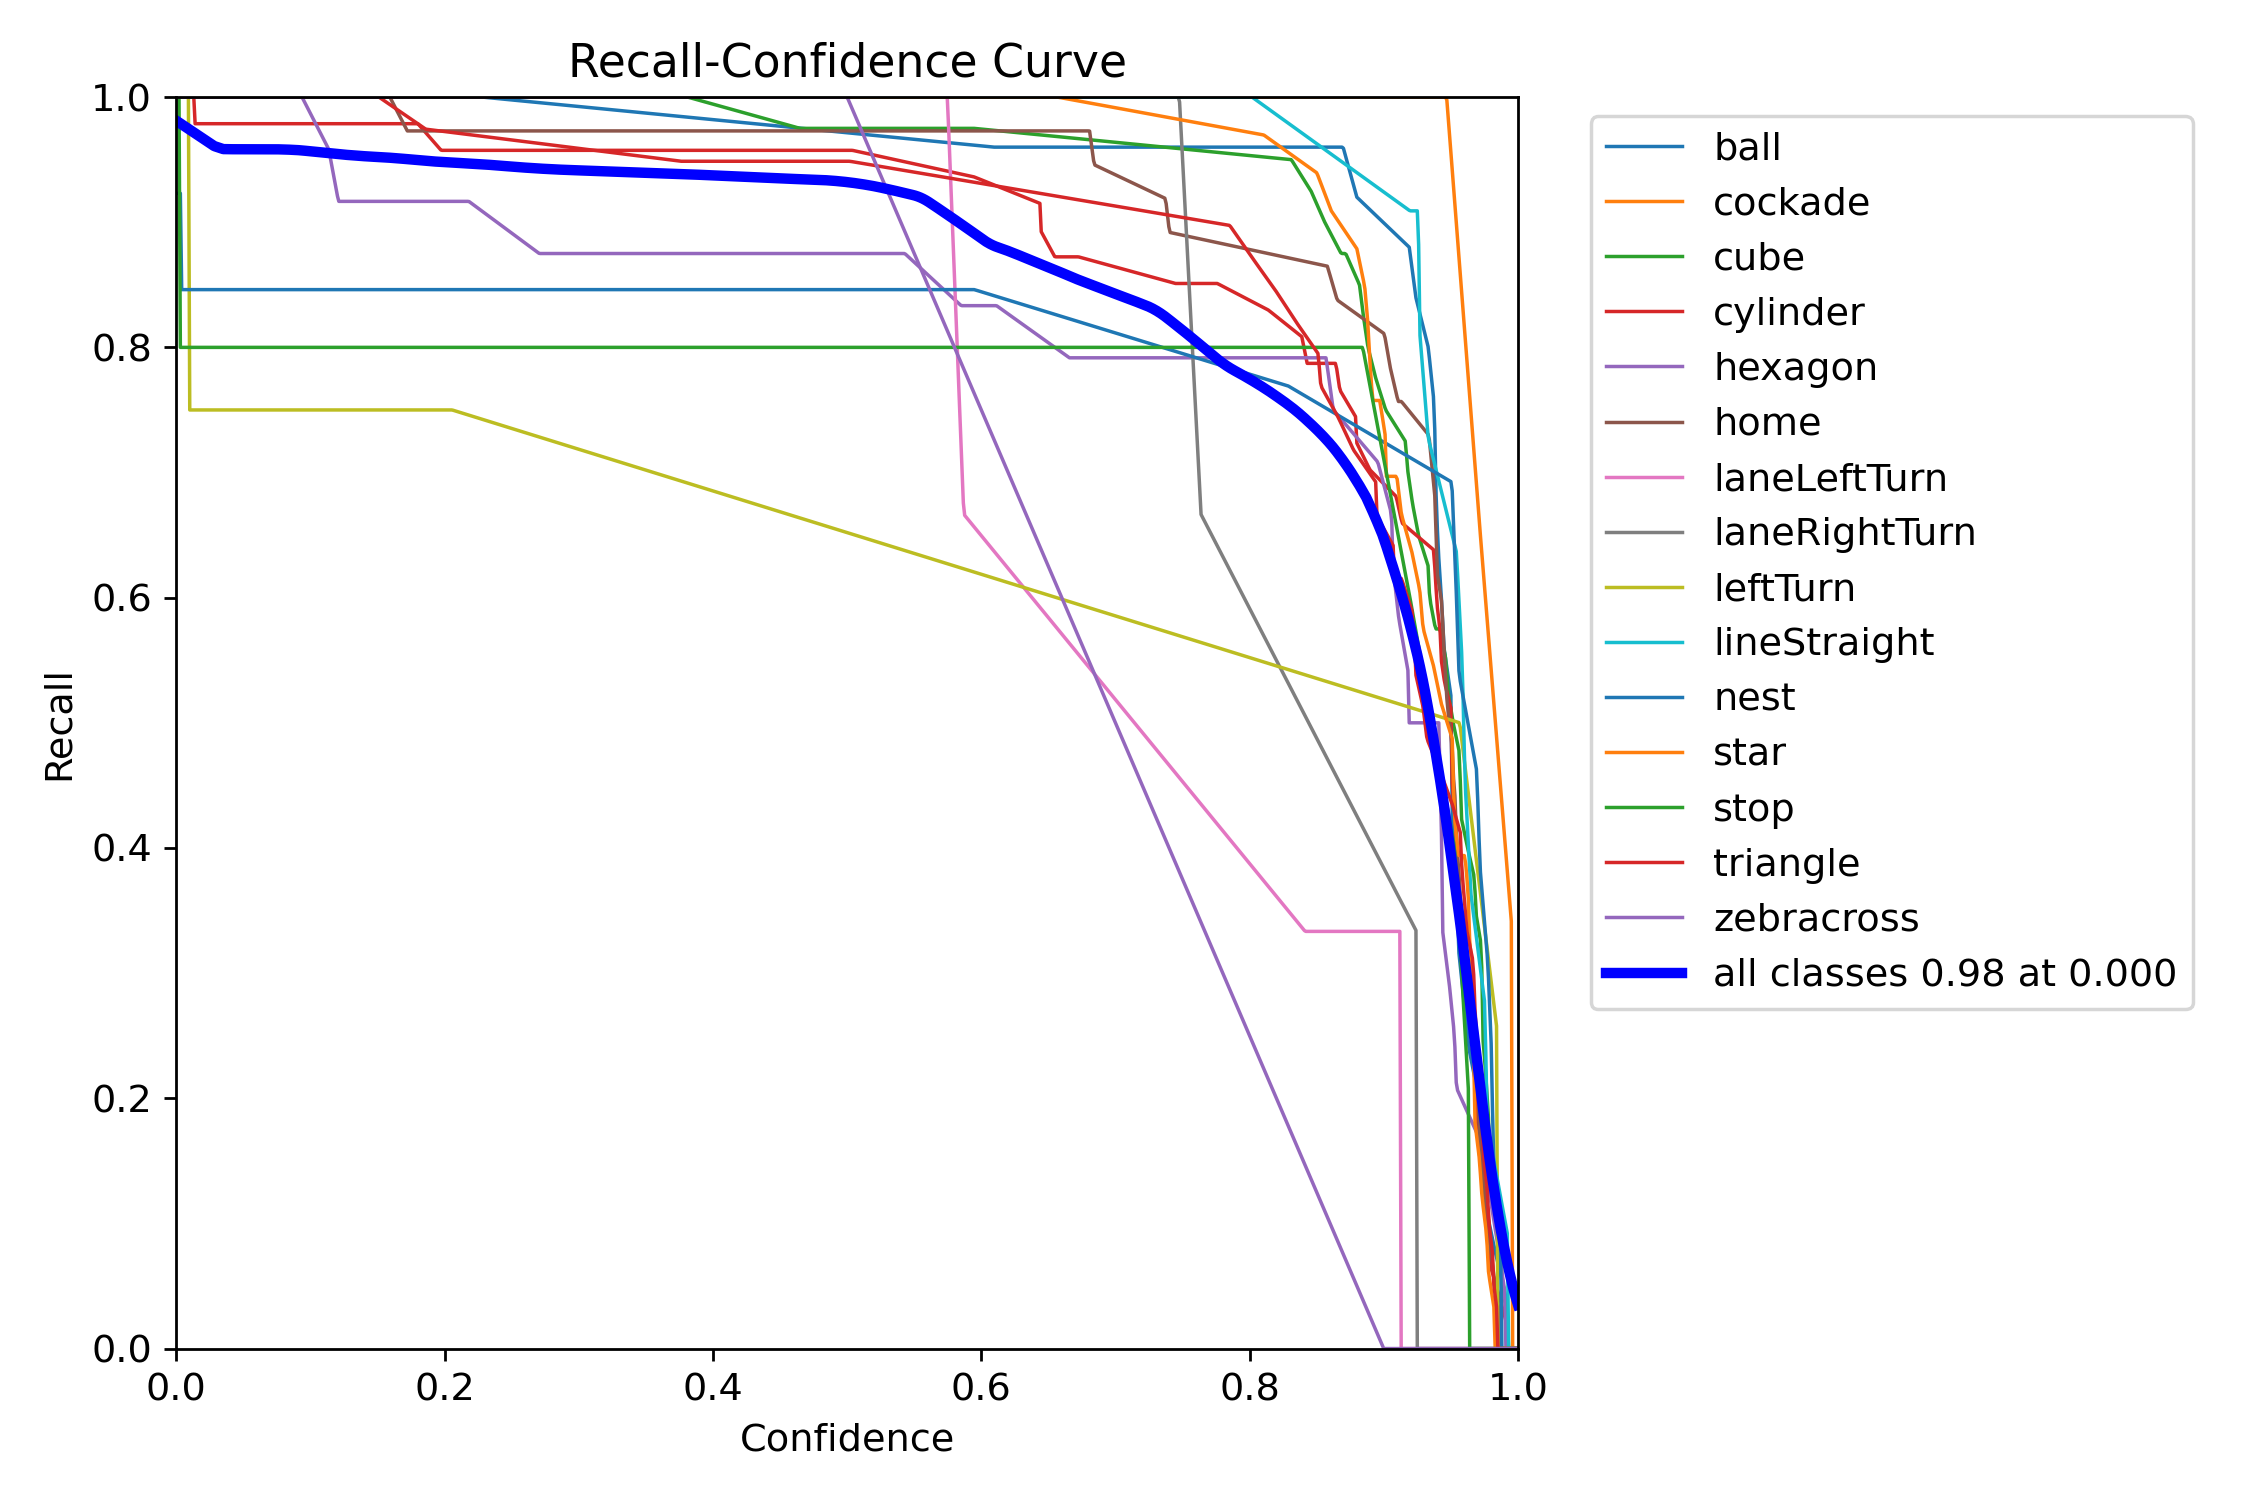 Recall-Confidence Curve
1.0
0.8
0.6
0.4
0.2
0.0
Recall
0.0 0.2 0.4 0.6 0.8 1.0
Confidence
ball
cockade
cube
cylinder
hexagon
home
laneLeftTurn
laneRightTurn
leftTurn
lineStraight
nest
star
stop
triangle
zebracross
all classes 0.98 at 0.000